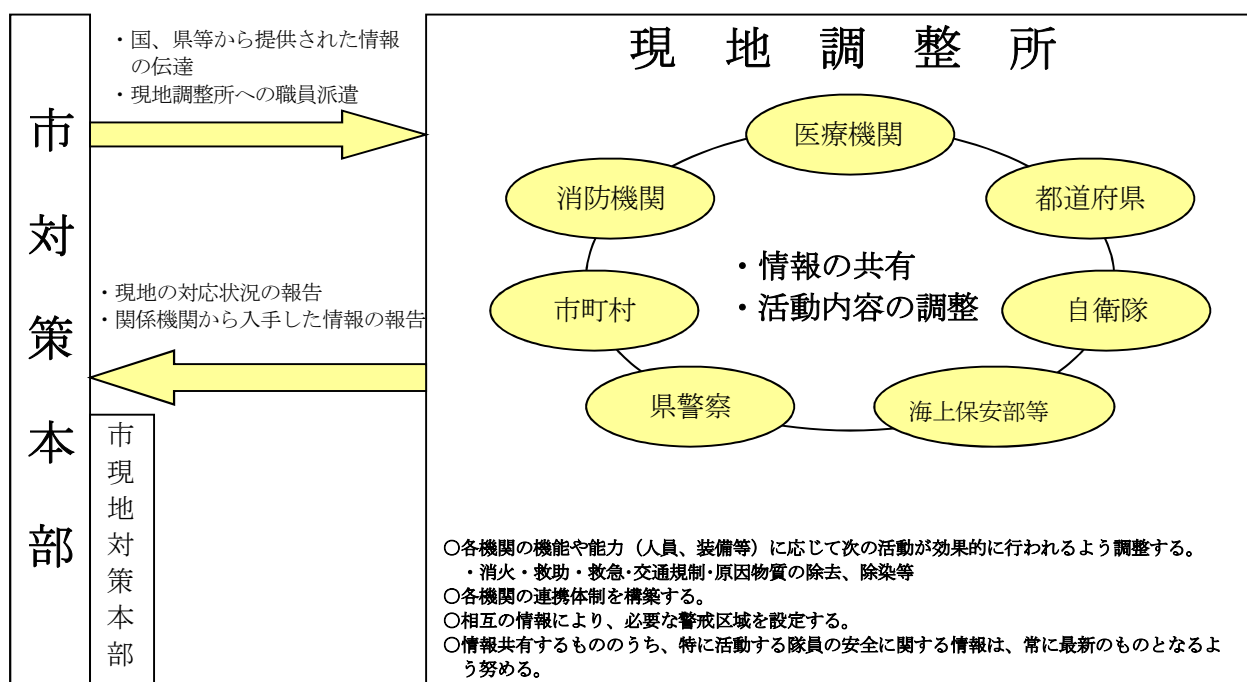 市対策本部
・国、県等から提供された情報
の伝達
・現地調整所への職員派遣
・現地の対応状況の報告
・関係機関から入手した情報の報告
市現地対策本部
現地調整所
医療機関
消防機関
都道府県
・情報の共有
・活動内容の調整
市町村
自衛隊
県警察
海上保安部等
○各機関の機能や能力（人員、装備等）に応じて次の活動が効果的に行われるよう調整する。
・消火・救助・救急・交通規制・原因物質の除去、除染等
○各機関の連携体制を構築する。
○相互の情報により、必要な警戒区域を設定する。
○情報共有するもののうち、特に活動する隊員の安全に関する情報は、常に最新のものとなるよ
う努める。